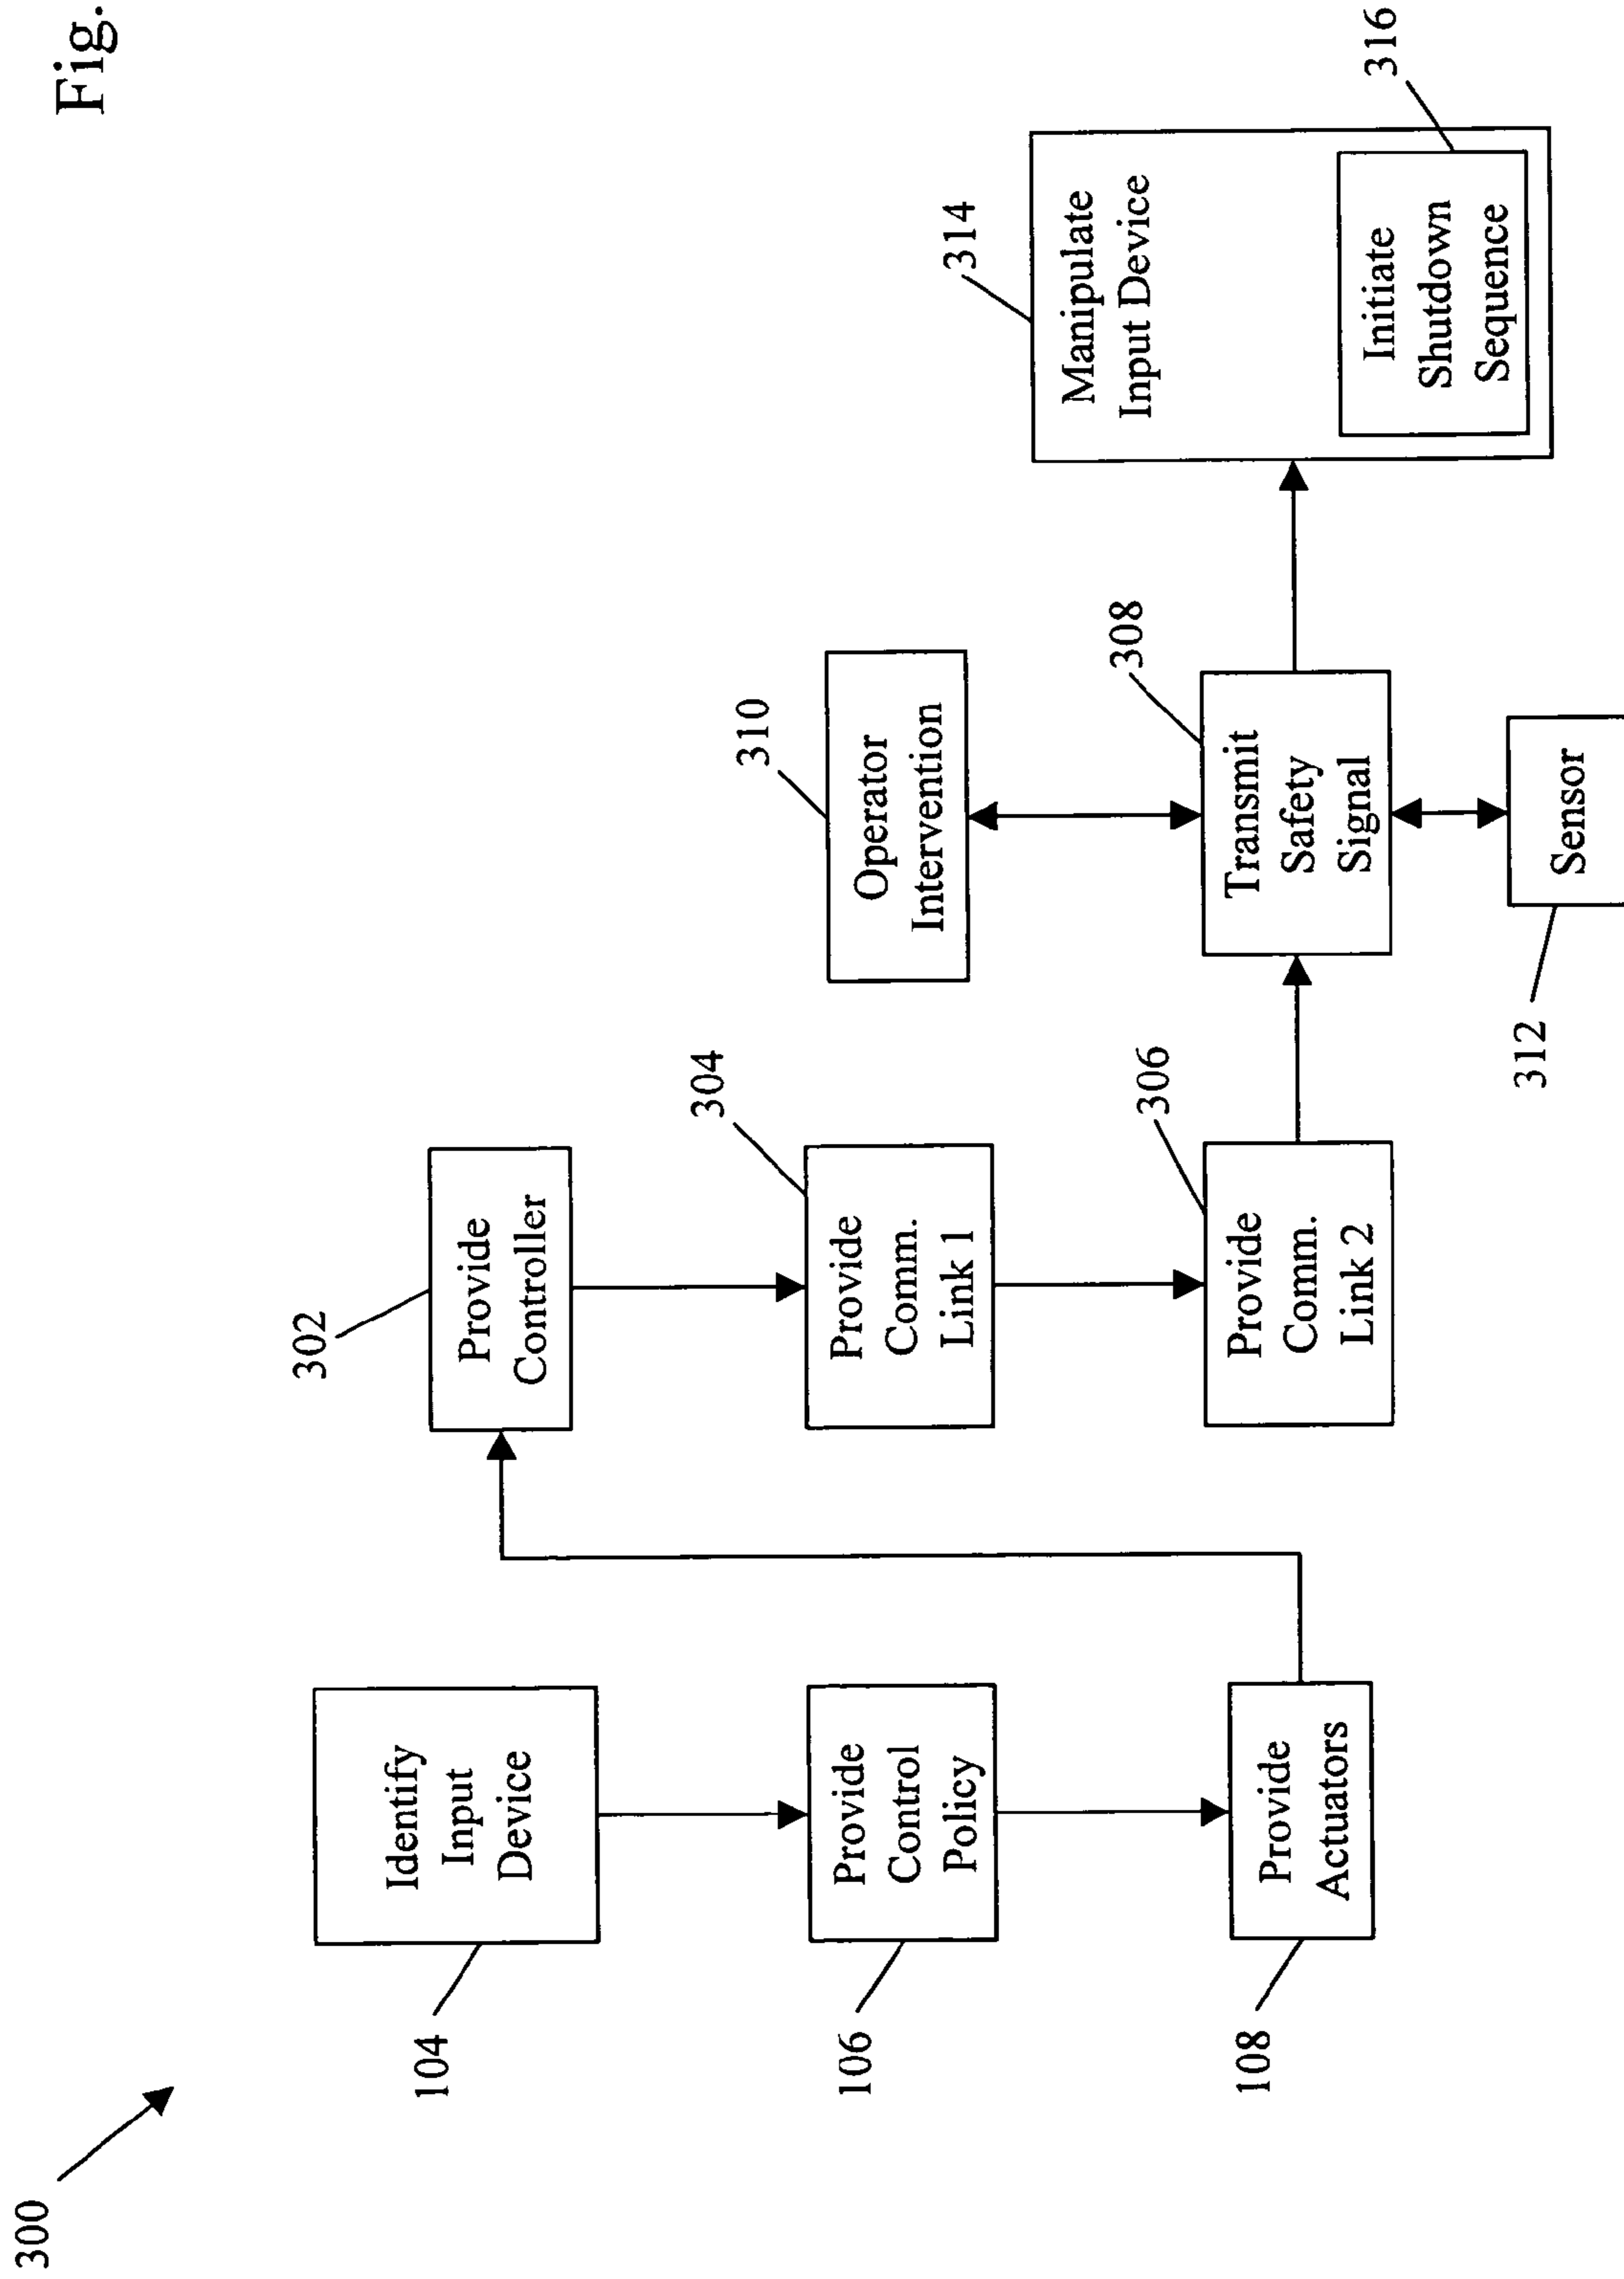 Fig.
300
104
Identify
Input
Device
106
Provide
Control
Policy
108
Provide
Actuators
302
Provide
Controller
304
Provide
Comm.
Link 1
306
Provide
Comm.
Link 2
310
Operator
Intervention
308
Transmit
Safety
Signal
312
Sensor
314
Manipulate
Input Device
316
Initiate
Shutdown
Sequence